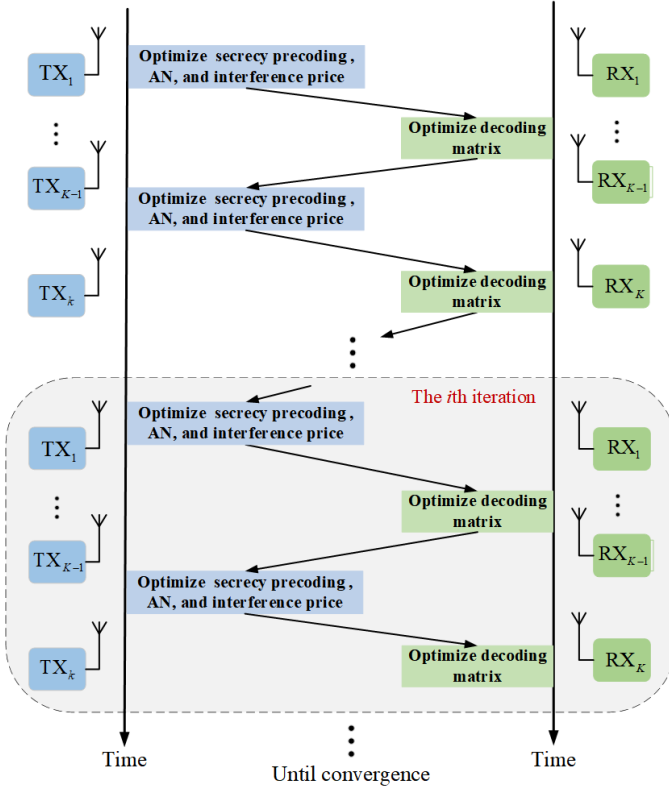 TX1
Optimize secrecy precoding ,
AN, and interference price
RX1
Optimize decoding
matrix
TXK-1
Optimize secrecy precoding ,
AN, and interference price
RXK-1
TXk
Optimize decoding
matrix
RXK
The ith iteration
Optimize secrecy precoding ,
AN, and interference price
TX1
RX1
Optimize decoding
matrix
TXK-1
RXK-1
Optimize secrecy precoding ,
AN, and interference price
TXk
Optimize decoding
matrix
RXK
Time
Time
Until convergence